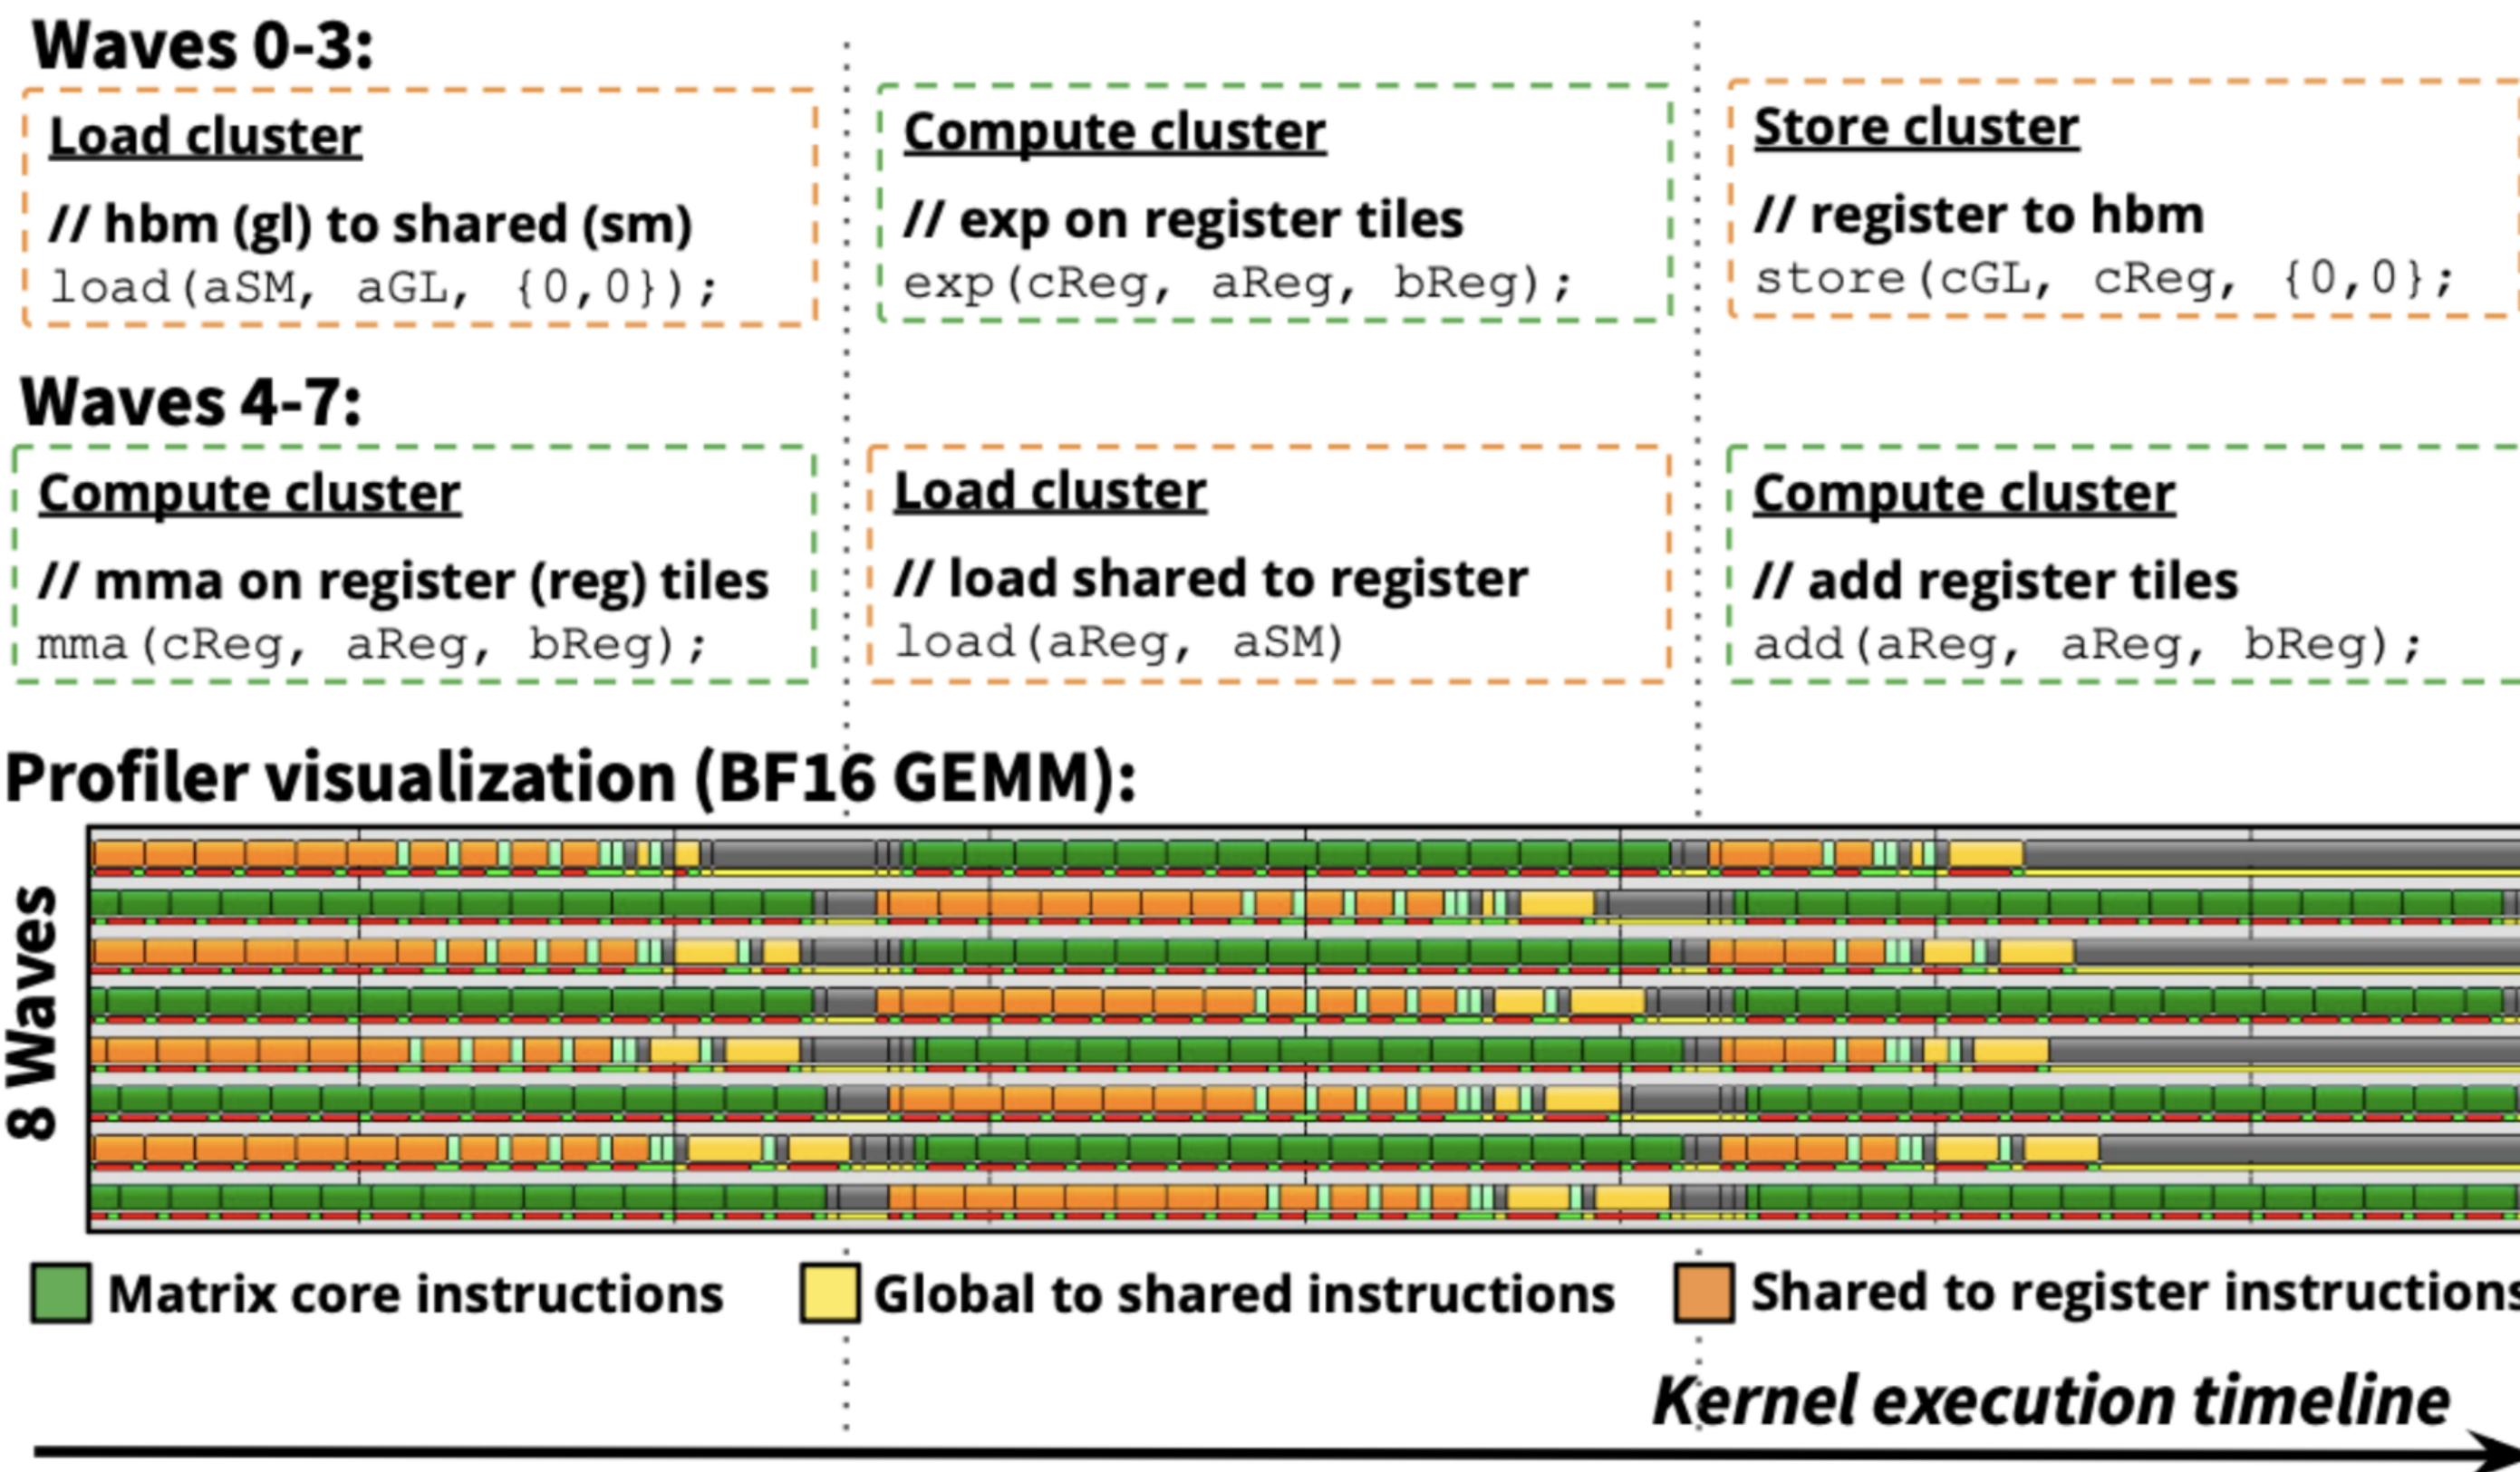 Waves 0-3:
Load cluster
// hbm (gl) to shared (sm)
load(aSM, aGL, {0,0});
Compute cluster
// exp on register tiles
exp(cReg, aReg, bReg);
Store cluster
// register to hbm
store(cGL, cReg, {0,0};
Waves 4-7:
Compute cluster
// mma on register (reg) tiles
mma(cReg, aReg, bReg);
Load cluster
// load shared to register
load(aReg, aSM)
Compute cluster
// add register tiles
add(aReg, aReg, bReg);
Profiler visualization (BF16 GEMM):
8 Waves
Matrix core instructions
Global to shared instructions
Shared to register instructions
Kernel execution timeline